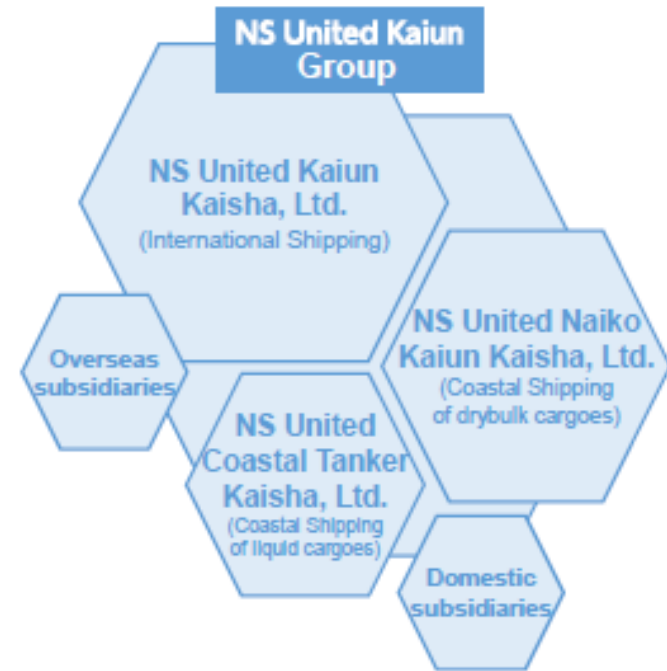 NS United Kaiun
Group
NS United Kaiun
Kaisha, Ltd.
(International Shipping)
NS United Naiko
Kaiun Kaisha, Ltd.
(Coastal Shipping
of drybulk cargoes)
Overseas
subsidiaries
NS United
Coastal Tanker
Kaisha, Ltd.
(Coastal Shipping
of liquid cargoes)
Domestic
subsidiaries